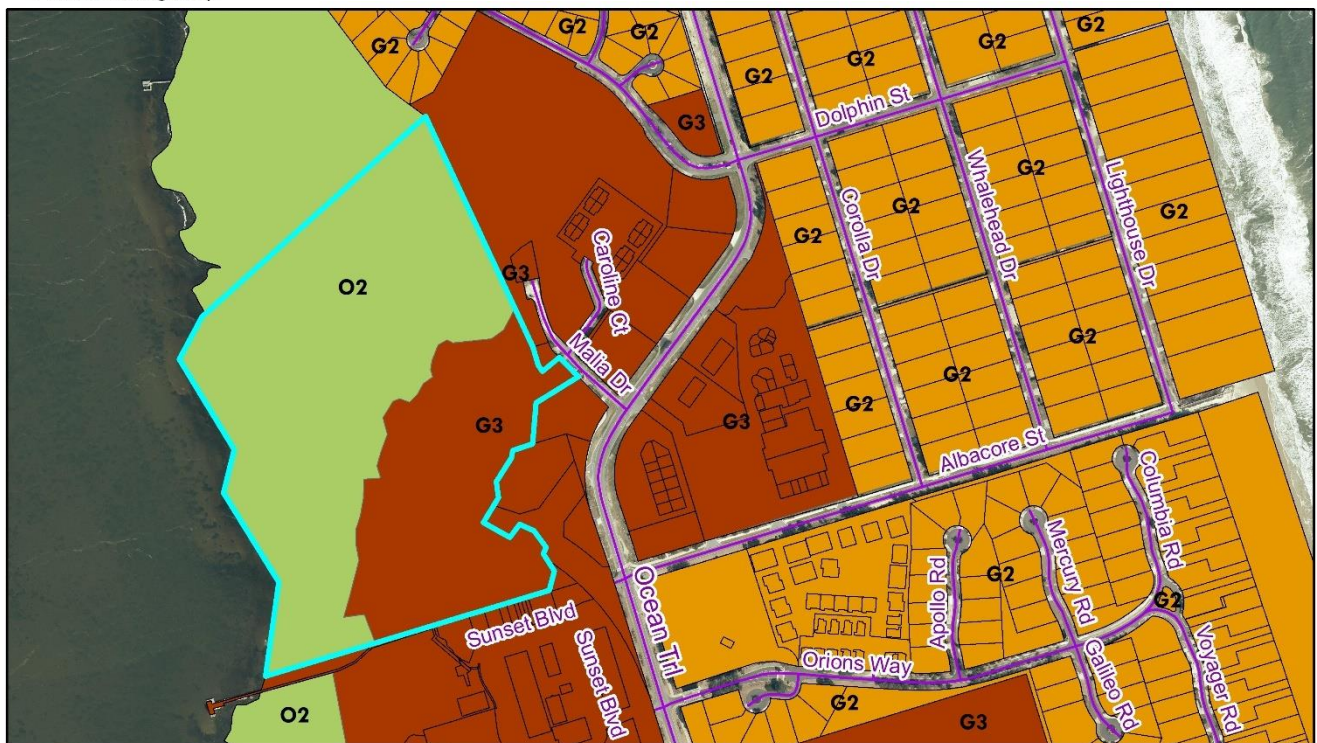 G2
G2
G2
G2
G2
G2
G2
G3
Dolphin St
G2
O2
G3
Caroline Ct
Malia Dr
G2
G2
Corolla Dr
Whalehead Dr
Lighthouse Dr
G2
G2
G2
G2
G3
G3
G2
Albacore St
Columbia Rd
Mercury Rd
Apollo Rd
G2
G2
Sunset Blvd
Sunset Blvd
Ocean Trl
Orions Way
Galileo Rd
Voyager Rd
O2
G2
G3